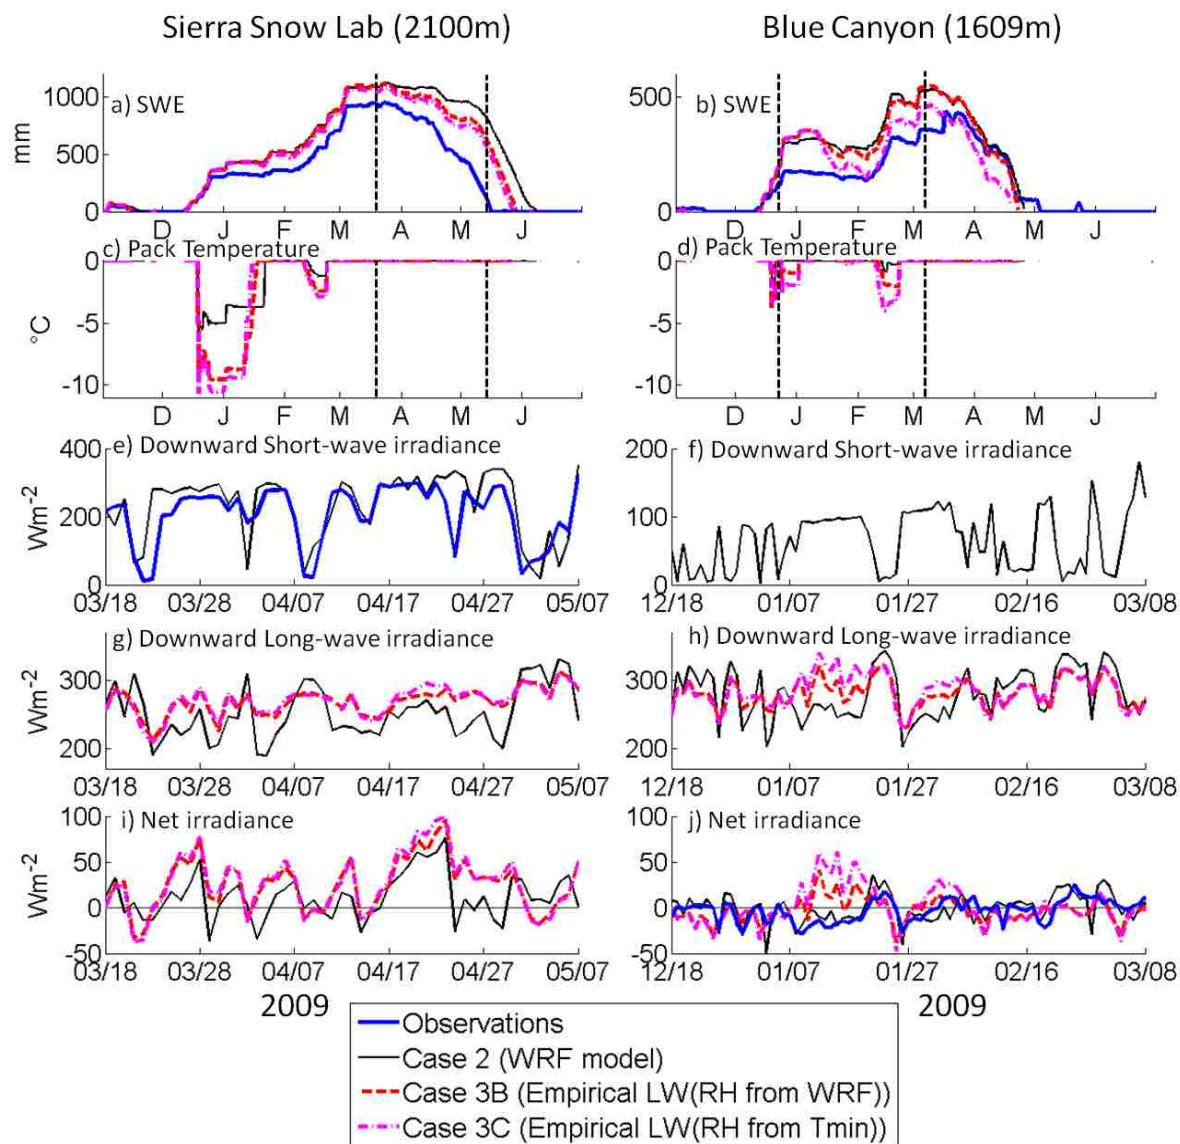 Sierra Snow Lab (2100m) Blue Canyon (1609m)
a) SWE b) SWE
1000 500
mm
500
0 0
D J F M A M J D J F M A M J
c) Pack Temperature d) Pack Temperature
0 0
°C
-5 -5
-10 -10
D J F M A M J D J F M A M J
e) Downward Short-wave irradiance f) Downward Short-wave irradiance
400 200
Wm-2
200 100
0 0
03/18 03/28 04/07 04/17 04/27 05/07 12/18 01/07 01/27 02/16 03/08
g) Downward Long-wave irradiance h) Downward Long-wave irradiance
300 300
Wm-2
200 200
03/18 03/28 04/07 04/17 04/27 05/07 12/18 01/07 01/27 02/16 03/08
i) Net irradiance j) Net irradiance
100 100
50 50
Wm-2
0 0
-50 -50
03/18 03/28 04/07 04/17 04/27 05/07 12/18 01/07 01/27 02/16 03/08
2009 2009
Observations
Case 2 (WRF model)
Case 3B (Empirical LW(RH from WRF))
Case 3C (Empirical LW(RH from Tmin))